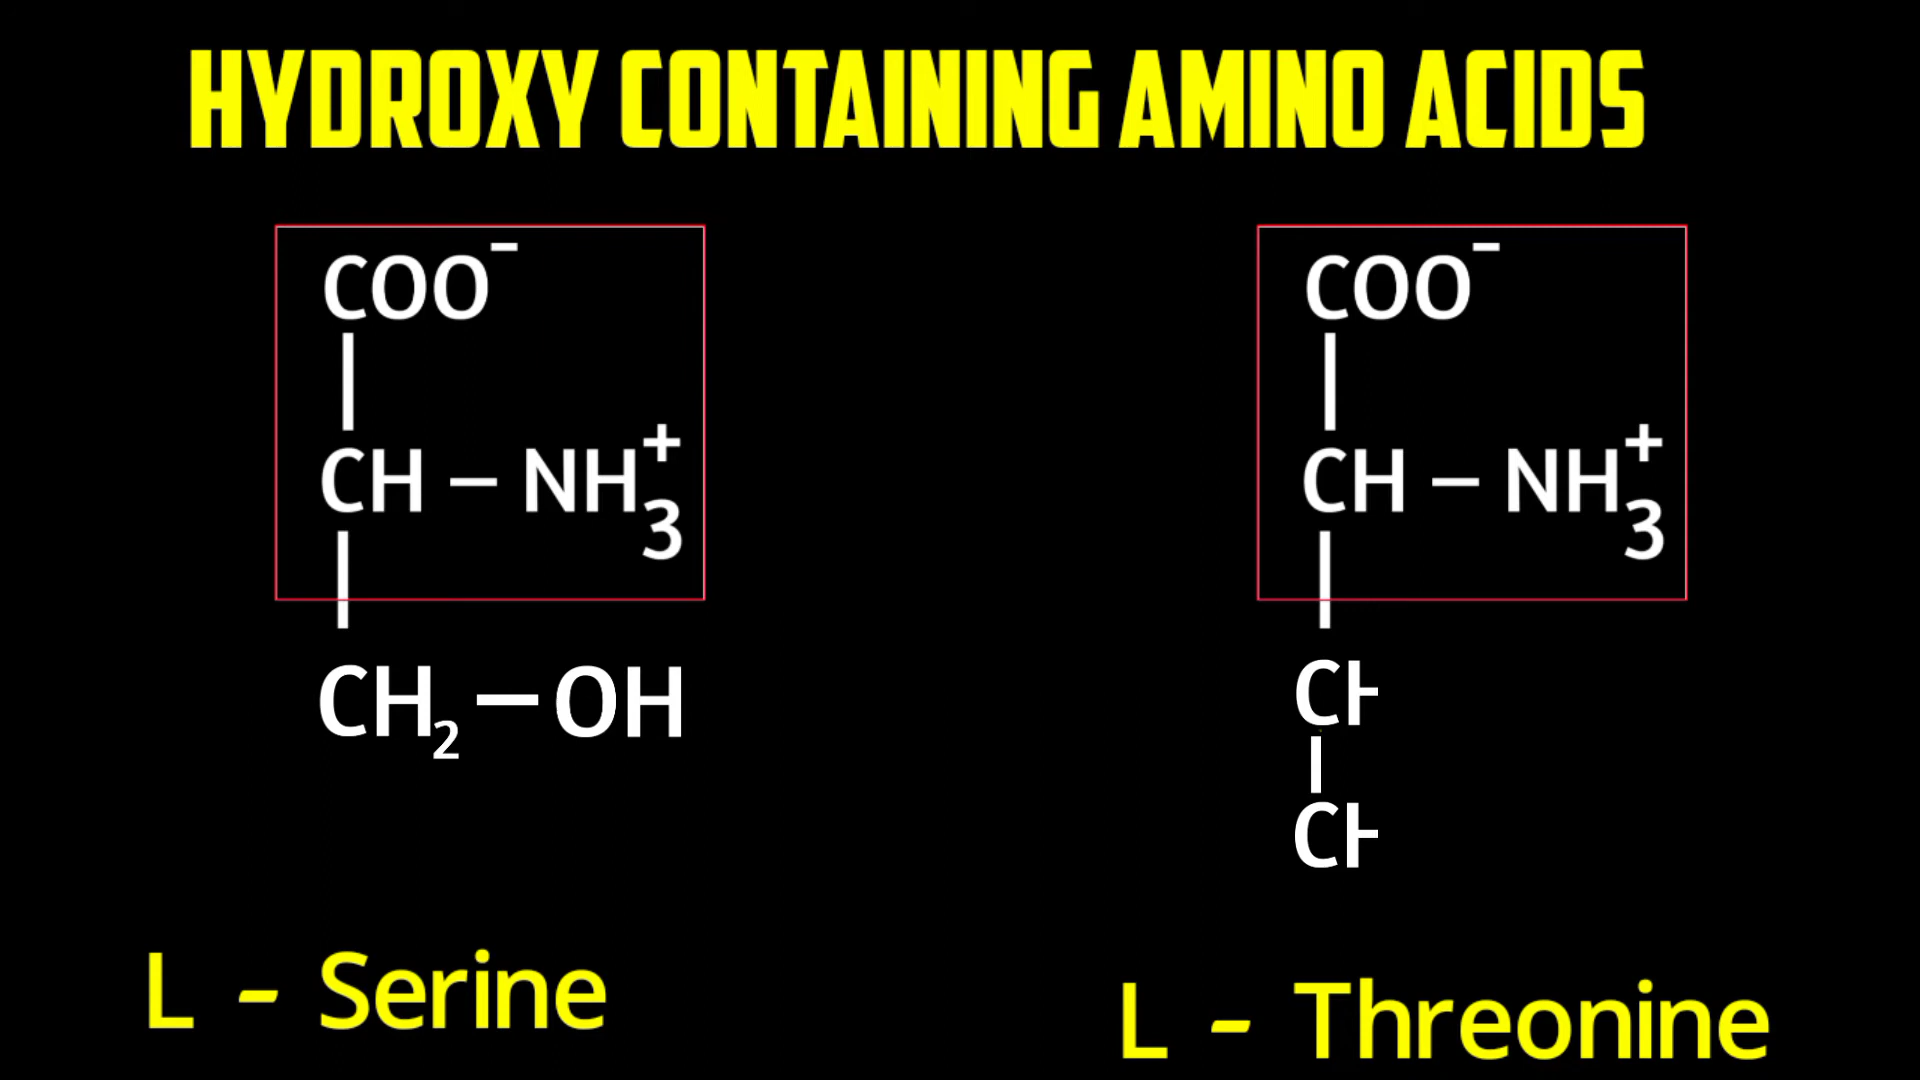 HYDROXY CONTAINING AMINO ACIDS
COO⁻
CH – NH₃⁺
CH₂ – OH
L - Serine
COO⁻
CH – NH₃⁺
L - Threonine